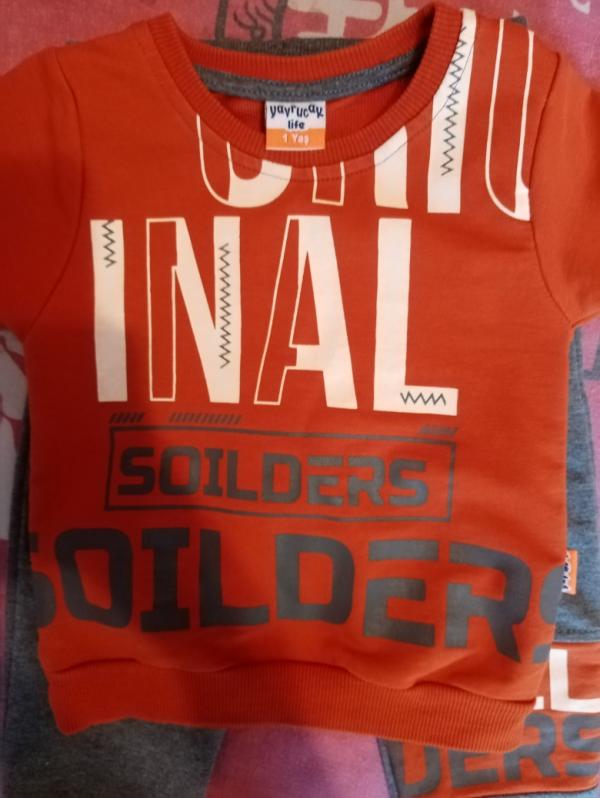 yavrucak
life
1 Yaş
INAL
SOILDERS
SOILDERS
DERS